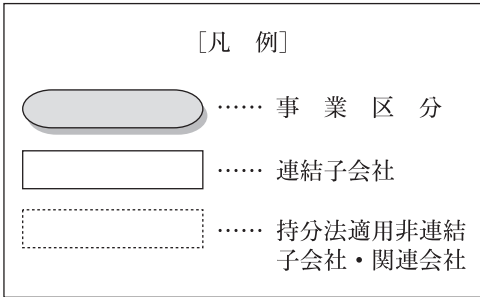 ［凡　例］
…… 事　業　区　分
…… 連結子会社
…… 持分法適用非連結
子会社・関連会社